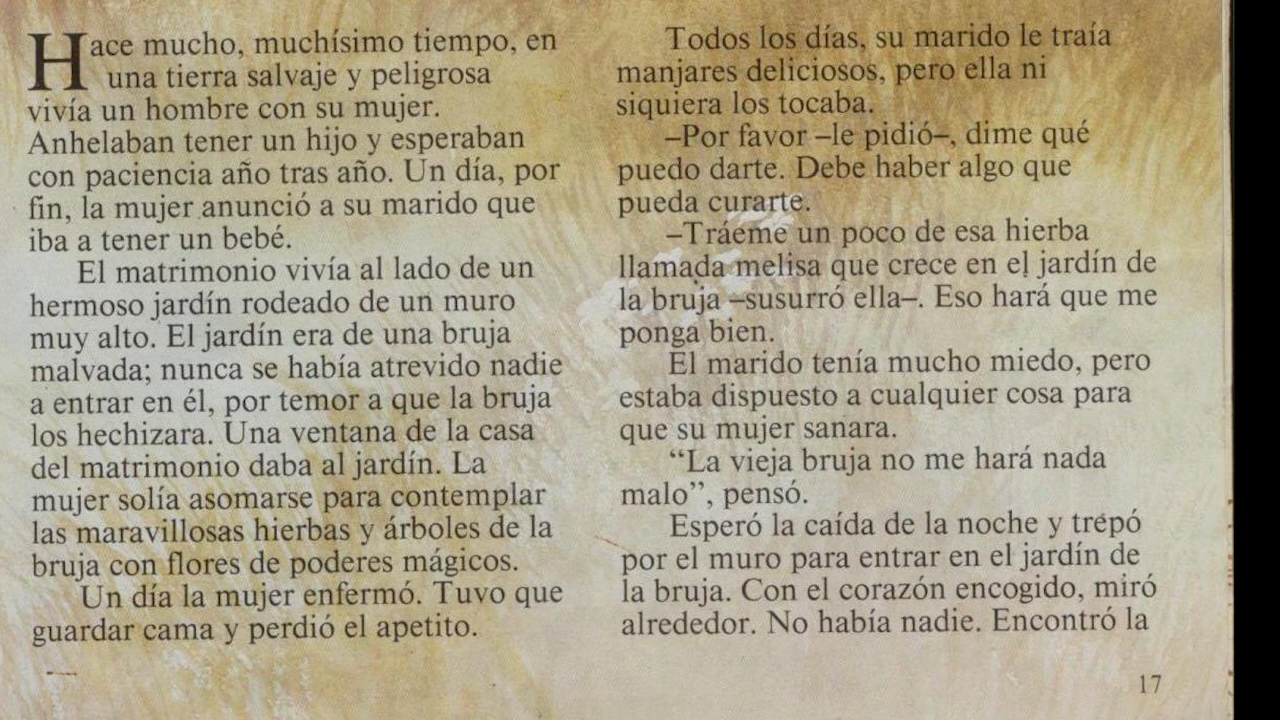 Hace mucho, muchísimo tiempo, en
una tierra salvaje y peligrosa
vivía un hombre con su mujer.
Anhelaban tener un hijo y esperaban
con paciencia año tras año. Un día, por
fin, la mujer anunció a su marido que
iba a tener un bebé.
El matrimonio vivía al lado de un
hermoso jardín rodeado de un muro
muy alto. El jardín era de una bruja
malvada; nunca se había atrevido nadie
a entrar en él, por temor a que la bruja
los hechizara. Una ventana de la casa
del matrimonio daba al jardín. La
mujer solía asomarse para contemplar
las maravillosas hierbas y árboles de la
bruja con flores de poderes mágicos.
Un día la mujer enfermó. Tuvo que
guardar cama y perdió el apetito.
Todos los días, su marido le traía
manjares deliciosos, pero ella ni
siquiera los tocaba.
–Por favor –le pidió–, dime qué
puedo darte. Debe haber algo que
pueda curarte.
–Tráeme un poco de esa hierba
llamada melisa que crece en el jardín de
la bruja –susurró ella–. Eso hará que me
ponga bien.
El marido tenía mucho miedo, pero
estaba dispuesto a cualquier cosa para
que su mujer sanara.
“La vieja bruja no me hará nada
malo”, pensó.
Esperó la caída de la noche y trepó
por el muro para entrar en el jardín de
la bruja. Con el corazón encogido, miró
alrededor. No había nadie. Encontró la
17